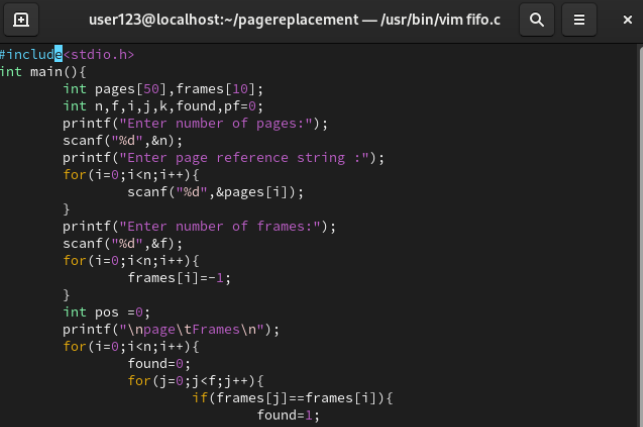 user123@localhost:~/pagereplacement — /usr/bin/vim fifo.c
#include<stdio.h>
int main(){
        int pages[50],frames[10];
        int n,f,i,j,k,found,pf=0;
        printf("Enter number of pages:");
        scanf("%d",&n);
        printf("Enter page reference string :");
        for(i=0;i<n;i++){
                scanf("%d",&pages[i]);
        }
        printf("Enter number of frames:");
        scanf("%d",&f);
        for(i=0;i<n;i++){
                frames[i]=-1;
        }
        int pos =0;
        printf("\npage\tFrames\n");
        for(i=0;i<n;i++){
                found=0;
                for(j=0;j<f;j++){
                        if(frames[j]==frames[i]){
                                found=1;